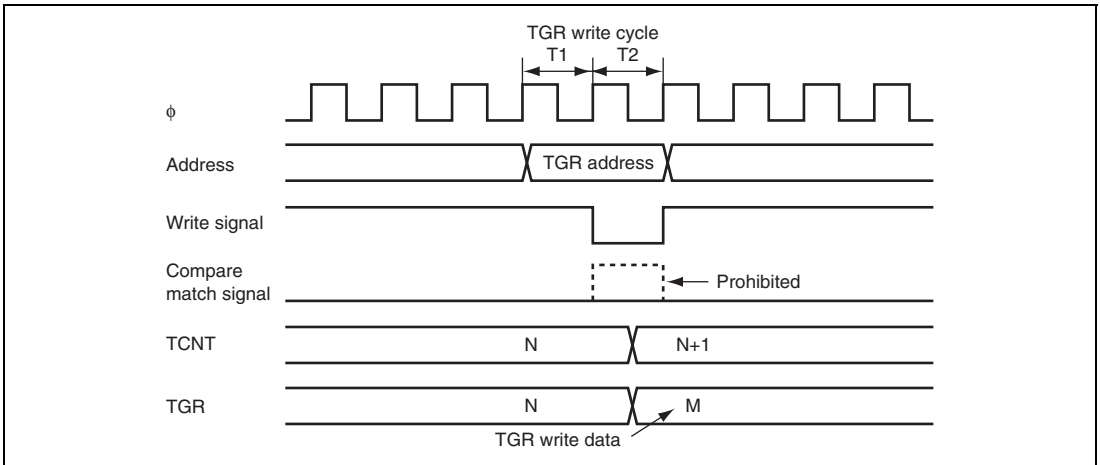 TGR write cycle
T1 T2
φ
Address TGR address
Write signal
Compare
match signal
Prohibited
TCNT N N+1
TGR N M
TGR write data